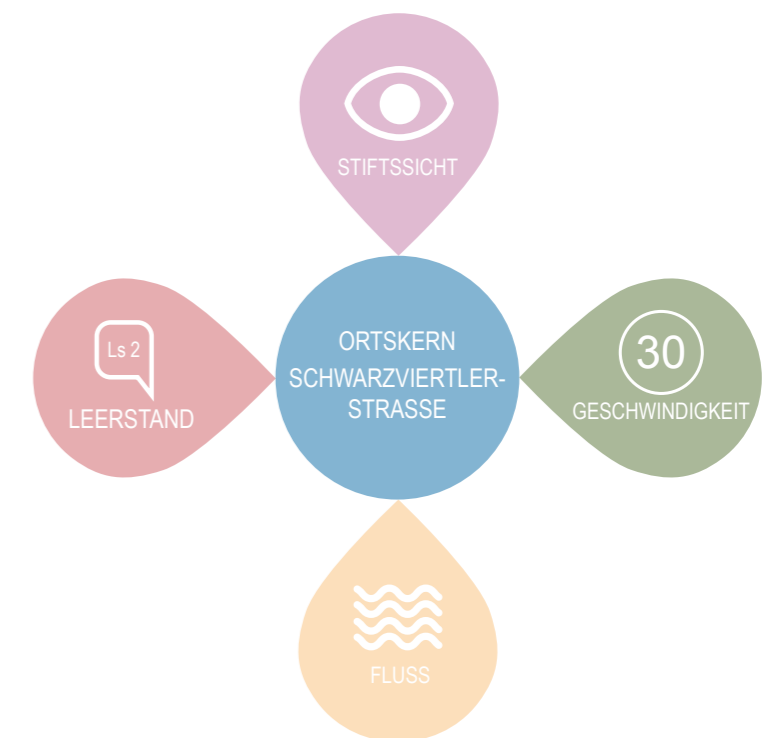 STIFTSSICHT
Ls 2
LEERSTAND
ORTSKERN
SCHWARZVIERTLER-
STRASSE
30
GESCHWINDIGKEIT
FLUSS